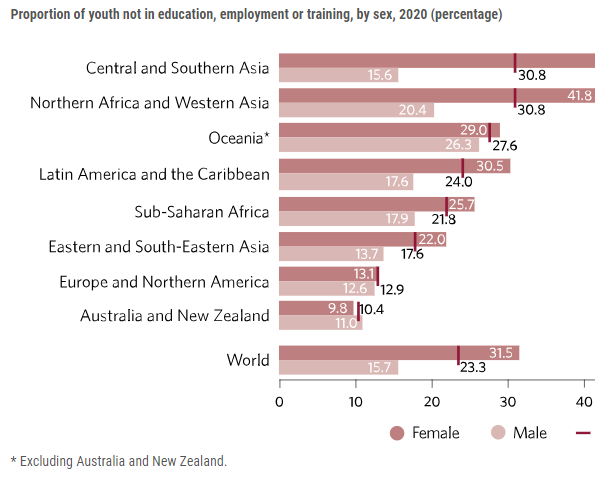 Proportion of youth not in education, employment or training, by sex, 2020 (percentage)
Central and Southern Asia
15.6
30.8
Northern Africa and Western Asia
41.8
20.4
30.8
Oceania*
29.0
26.3
27.6
Latin America and the Caribbean
30.5
17.6
24.0
Sub-Saharan Africa
25.7
17.9
21.8
Eastern and South-Eastern Asia
22.0
13.7
17.6
Europe and Northern America
13.1
12.6
12.9
Australia and New Zealand
9.8
10.4
11.0
World
31.5
15.7
23.3
0 10 20 30 40
Female Male
* Excluding Australia and New Zealand.